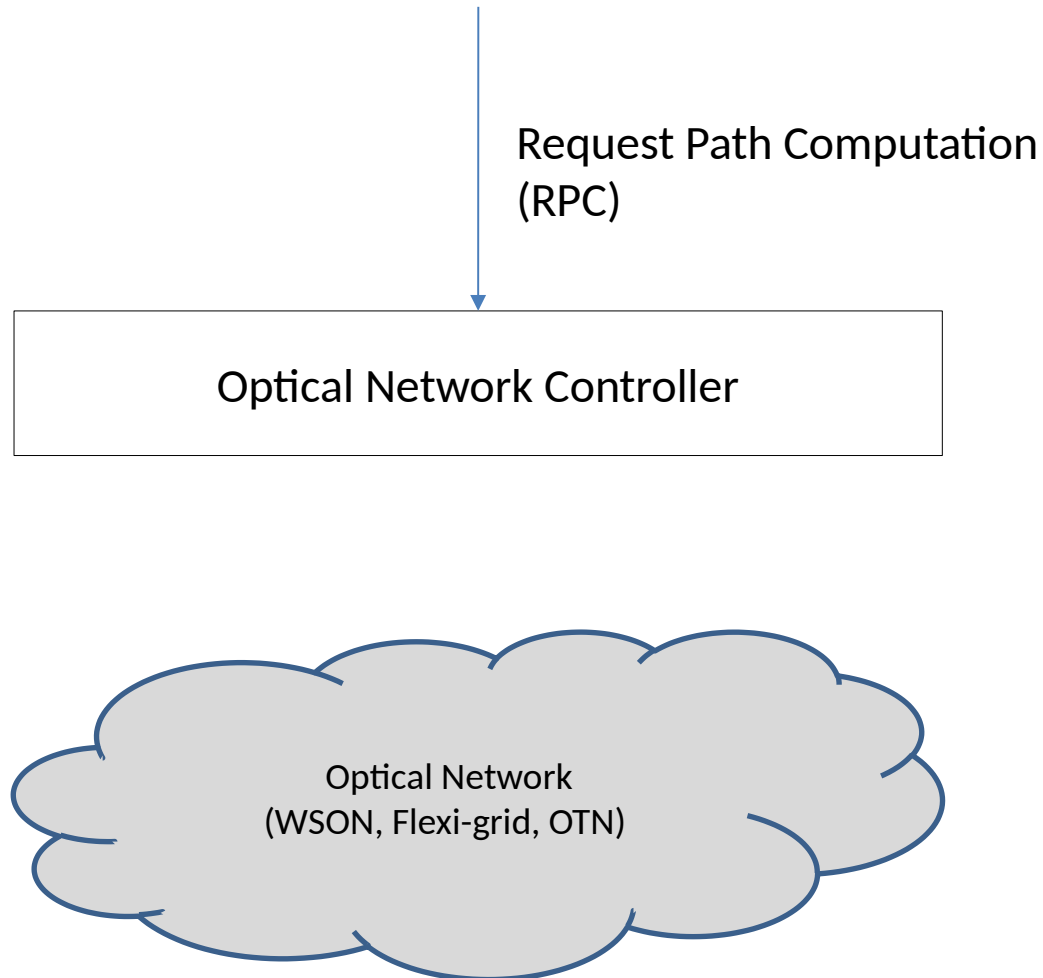 Request Path Computation
(RPC)
Optical Network Controller
Optical Network
(WSON, Flexi-grid, OTN)